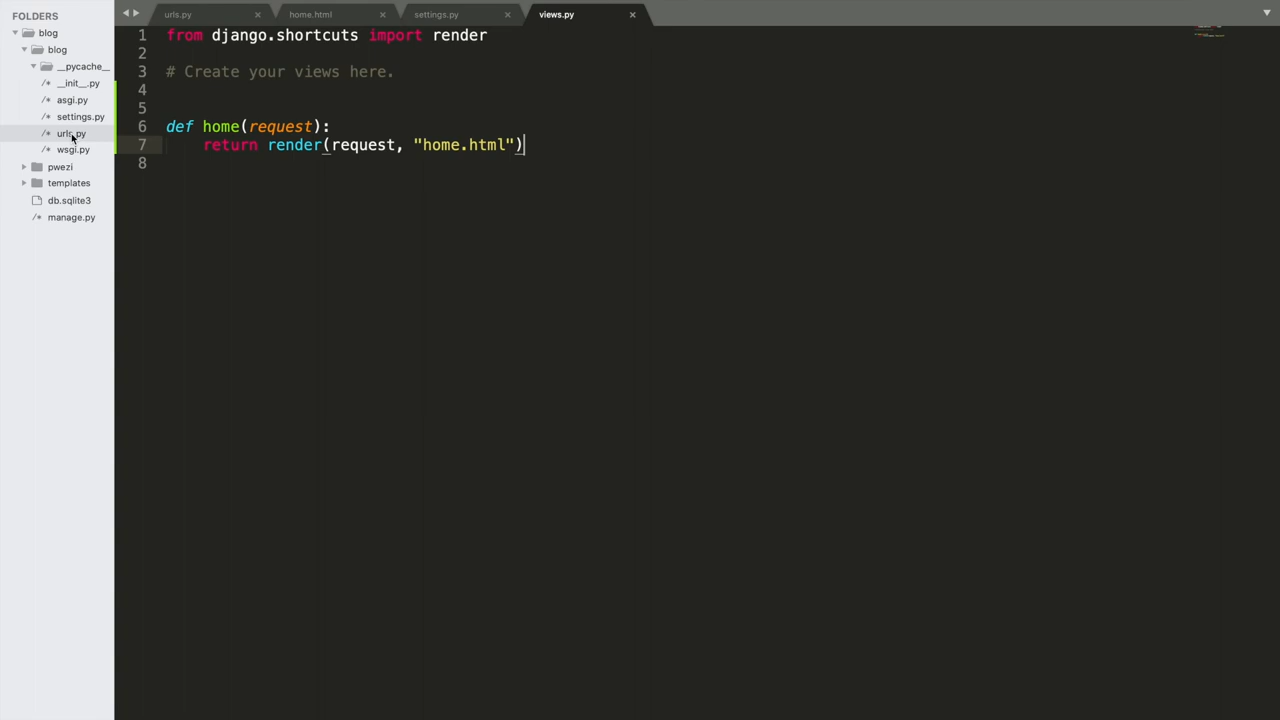 FOLDERS
blog
blog
__pycache__
__init__.py
asgi.py
settings.py
urls.py
wsgi.py
pwezi
templates
db.sqlite3
manage.py
urls.py × home.html × settings.py × views.py ×
1 from django.shortcuts import render
2
3 # Create your views here.
4
5
6 def home(request):
7 return render(request, "home.html")
8